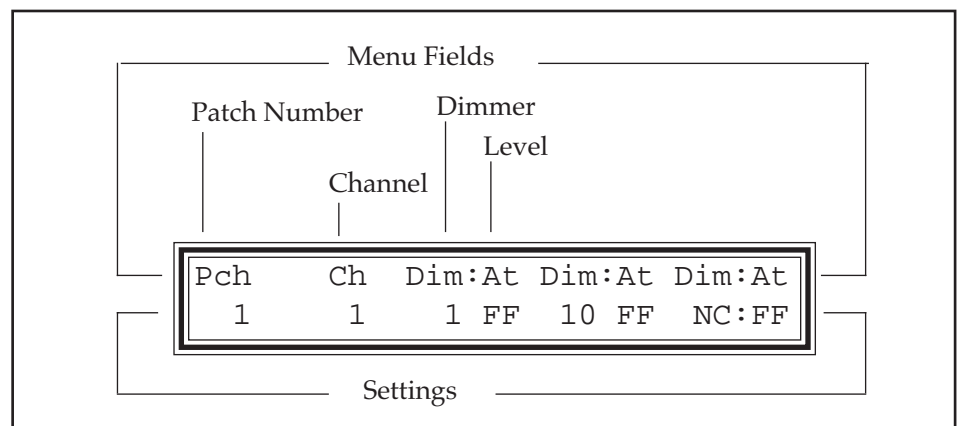 Menu Fields
Patch Number
Dimmer
Level
Channel
Pch Ch Dim:At Dim:At Dim:At
1 1 1 FF 10 FF NC:FF
Settings